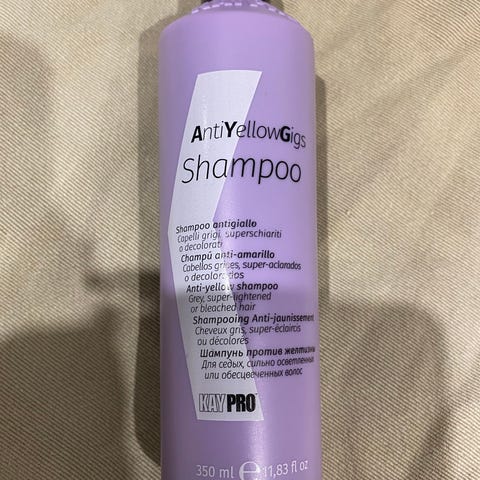 AntiYellowGigs
Shampoo
Shampoo antigiallo
Capelli grigi, superschiariti
o decolorati
Champú anti-amarillo
Cabellos grises, super-aclarados
o decolorados
Anti-yellow shampoo
Grey, super-lightened
or bleached hair
Shampooing Anti-jaunissement
Cheveux gris, super-éclairos
ou décolorés
Шампунь против желтизны
Для седых, сильно осветленных
или обесцвеченных волос
KAYPRO
350 ml ℮ 11,83 fl oz